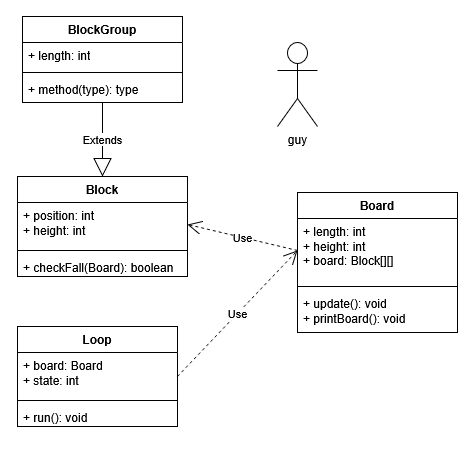 BlockGroup
+ length: int
+ method(type): type
Extends
guy
Block
+ position: int
+ height: int
+ checkFall(Board): boolean
Use
Board
+ length: int
+ height: int
+ board: Block[][]
+ update(): void
+ printBoard(): void
Use
Loop
+ board: Board
+ state: int
+ run(): void